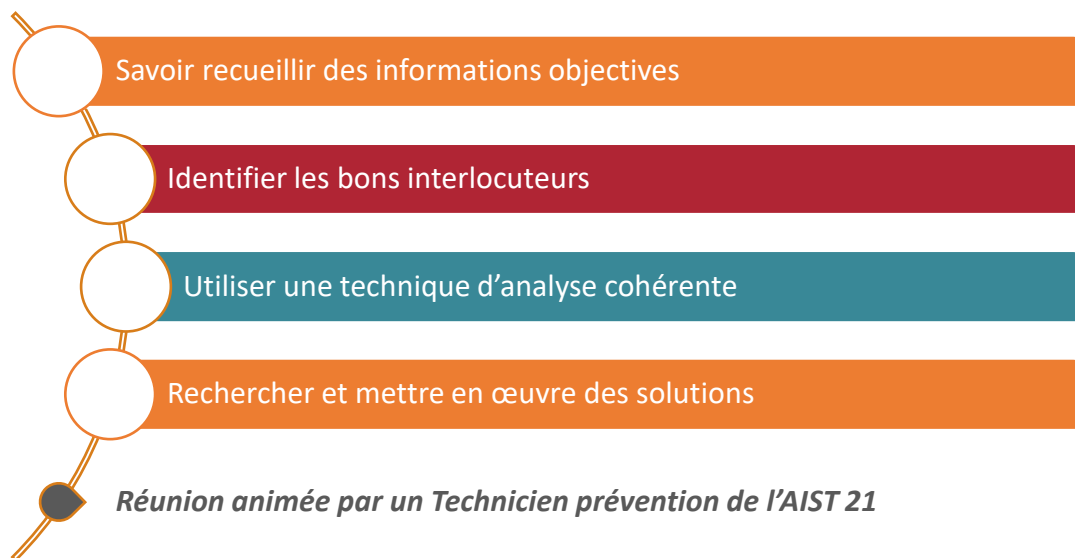 Savoir recueillir des informations objectives
Identifier les bons interlocuteurs
Utiliser une technique d’analyse cohérente
Rechercher et mettre en œuvre des solutions
Réunion animée par un Technicien prévention de l’AIST 21